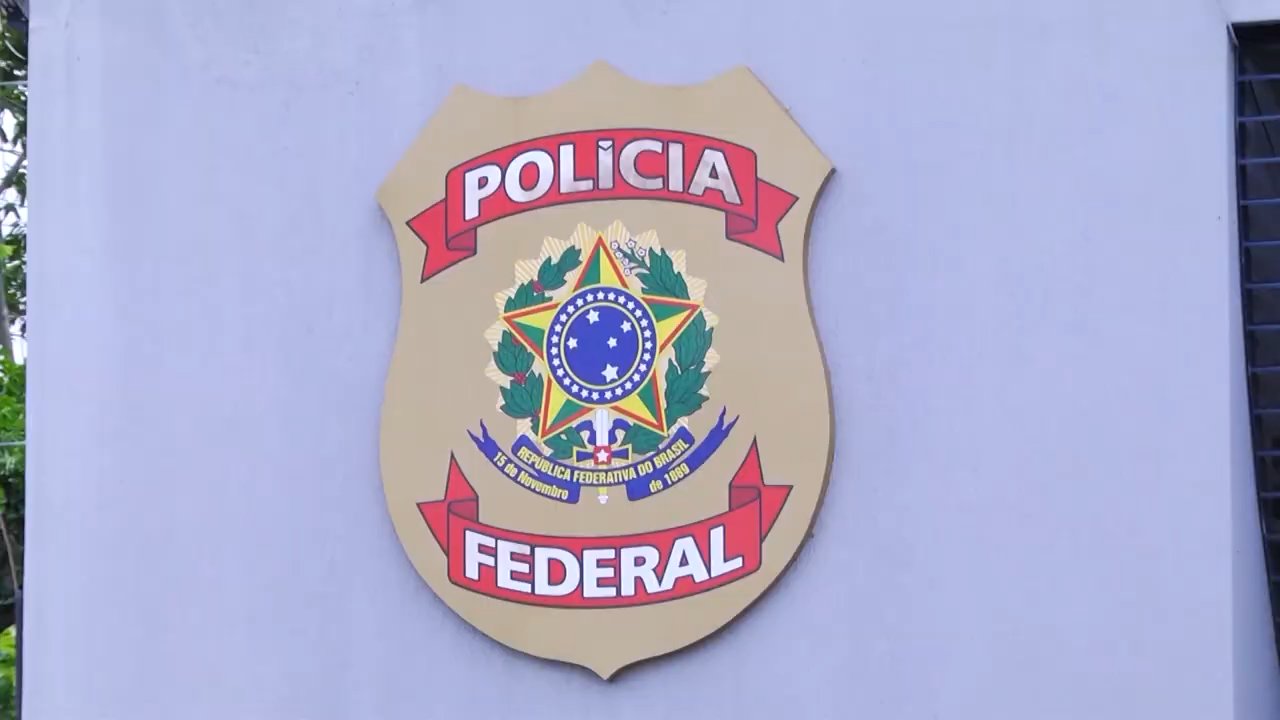 POLÍCIA
REPÚBLICA FEDERATIVA DO BRASIL
15 de Novembro
de 1889
FEDERAL